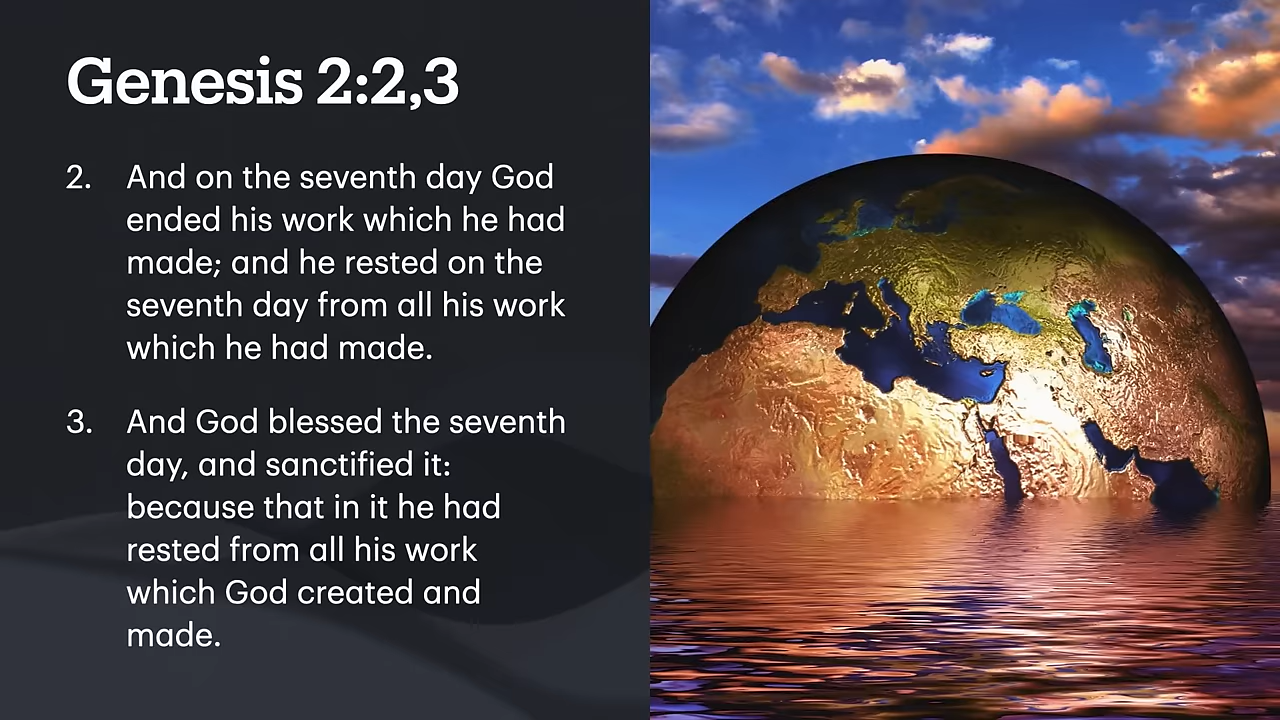 Genesis 2:2,3
2. And on the seventh day God
ended his work which he had
made; and he rested on the
seventh day from all his work
which he had made.
3. And God blessed the seventh
day, and sanctified it:
because that in it he had
rested from all his work
which God created and
made.